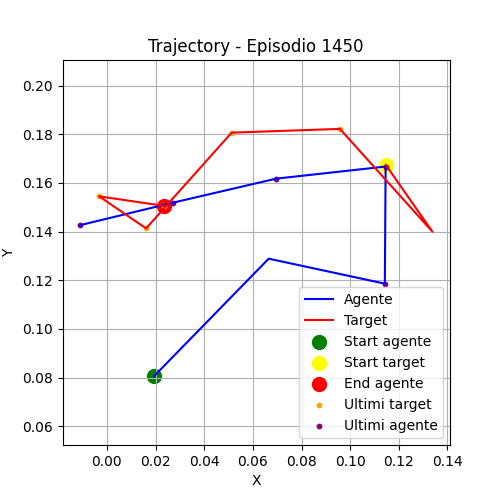 Trajectory - Episodio 1450
0.20
0.18
0.16
0.14
0.12
0.10
0.08
0.06
Y
Agente
Target
Start agente
Start target
End agente
Ultimi target
Ultimi agente
0.00 0.02 0.04 0.06 0.08 0.10 0.12 0.14
X